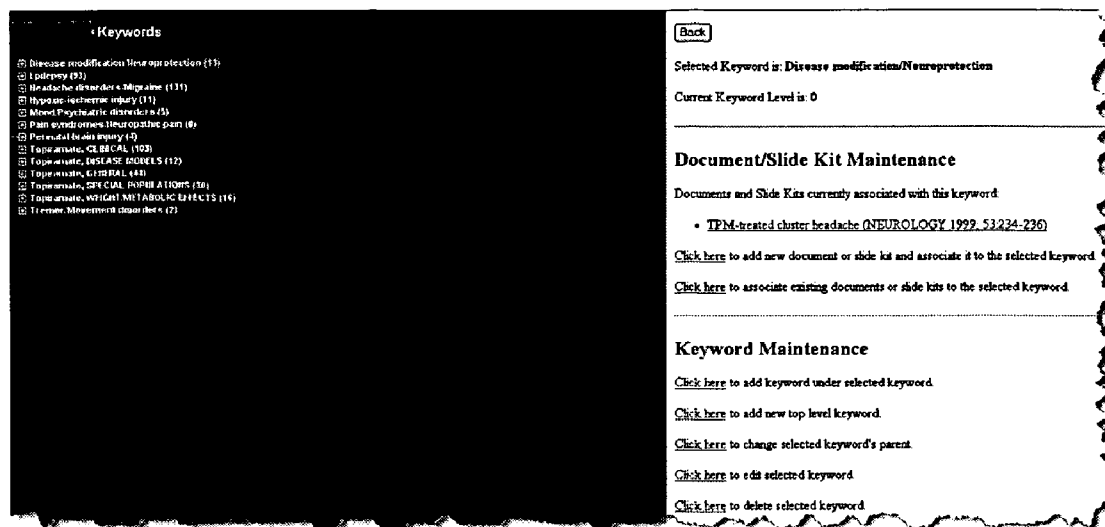 Keywords
Disease modification/Neuroprotection (11)
Epilepsy (93)
Headache disorders-Migraine (131)
Hypoxic-ischemic injury (11)
Mood/Psychiatric disorders (5)
Pain syndromes/Neuropathic pain (6)
Perinatal brain injury (4)
Topiramate, CLINICAL (103)
Topiramate, DISEASE MODELS (12)
Topiramate, GENERAL
Topiramate, SPECIAL POPULATIONS
Topiramate, WEIGHT/METABOLIC EFFECTS
Tremor/Movement disorders (2)
Back
Selected Keyword is: Disease modification/Neuroprotection
Current Keyword Level is: 0
Document/Slide Kit Maintenance
Documents and Slide Kits currently associated with this keyword:
• TPM-treated cluster headache (NEUROLOGY 1999; 53:234-236)
Click here to add new document or slide kit and associate it to the selected keyword.
Click here to associate existing documents or slide kits to the selected keyword.
Keyword Maintenance
Click here to add keyword under selected keyword.
Click here to add new top level keyword.
Click here to change selected keyword's parent.
Click here to edit selected keyword.
Click here to delete selected keyword.